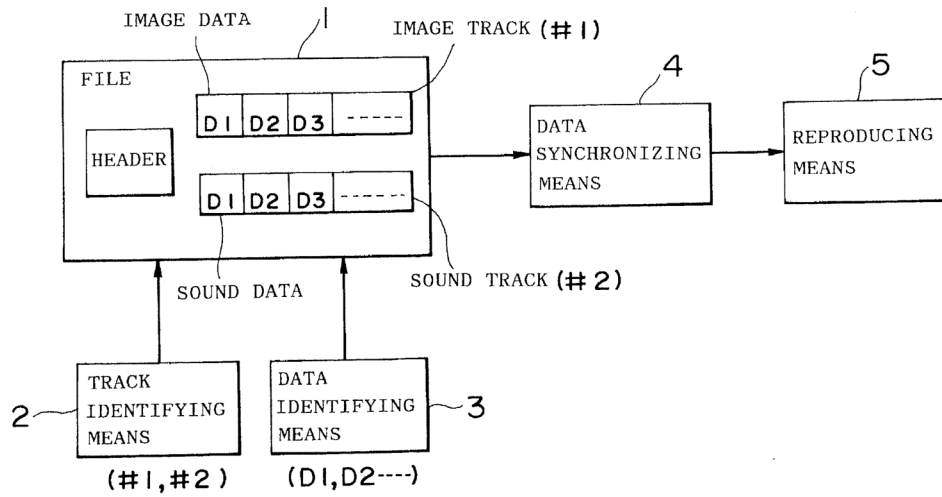 IMAGE DATA
1
IMAGE TRACK (#1)
FILE
HEADER
D1 D2 D3 -----
D1 D2 D3 ----
SOUND DATA
SOUND TRACK (#2)
4
DATA
SYNCHRONIZING
MEANS
5
REPRODUCING
MEANS
2
TRACK
IDENTIFYING
MEANS
(#1,#2)
3
DATA
IDENTIFYING
MEANS
(D1,D2----)